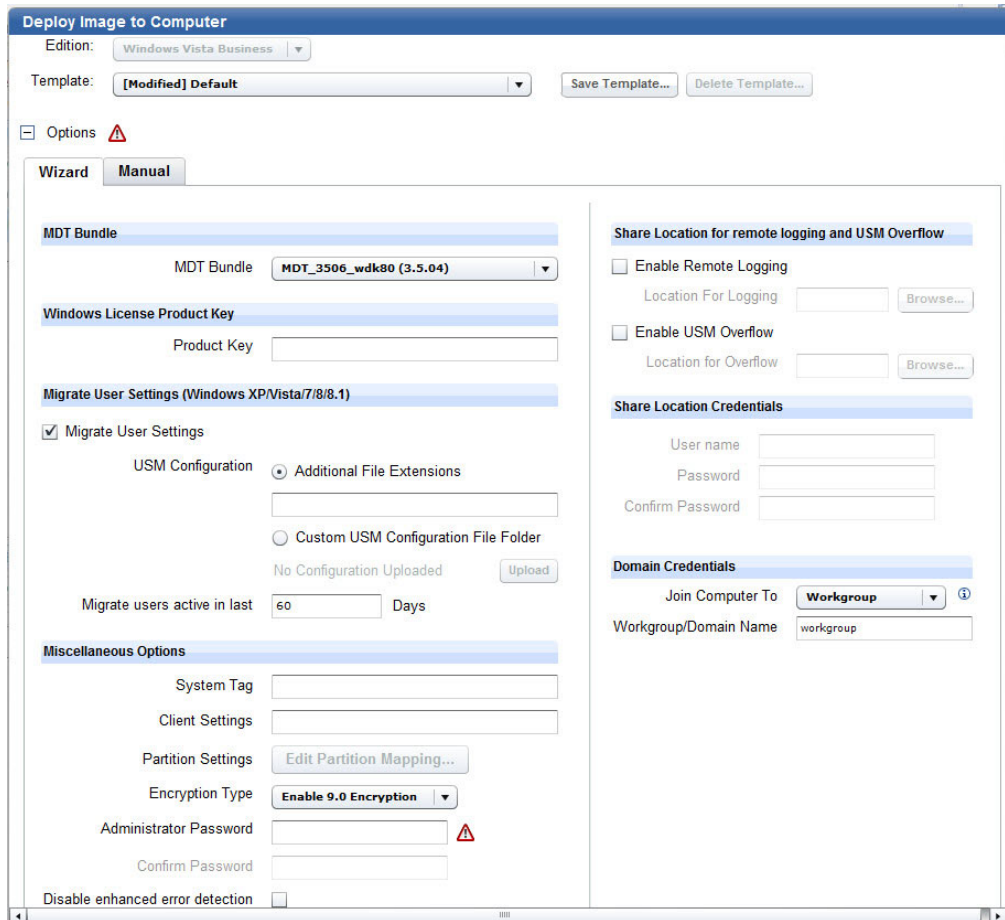 Deploy Image to Computer
Edition: Windows Vista Business
Template: [Modified] Default Save Template... Delete Template...
Options
Wizard Manual
MDT Bundle
MDT Bundle MDT_3506_wdk80 (3.5.04)
Windows License Product Key
Product Key
Migrate User Settings (Windows XP/Vista/7/8/8.1)
Migrate User Settings
USM Configuration Additional File Extensions
Custom USM Configuration File Folder
No Configuration Uploaded Upload
Migrate users active in last 60 Days
Miscellaneous Options
System Tag
Client Settings
Partition Settings Edit Partition Mapping...
Encryption Type Enable 9.0 Encryption
Administrator Password
Confirm Password
Disable enhanced error detection
Share Location for remote logging and USM Overflow
Enable Remote Logging
Location For Logging Browse...
Enable USM Overflow
Location for Overflow Browse...
Share Location Credentials
User name
Password
Confirm Password
Domain Credentials
Join Computer To Workgroup
Workgroup/Domain Name workgroup